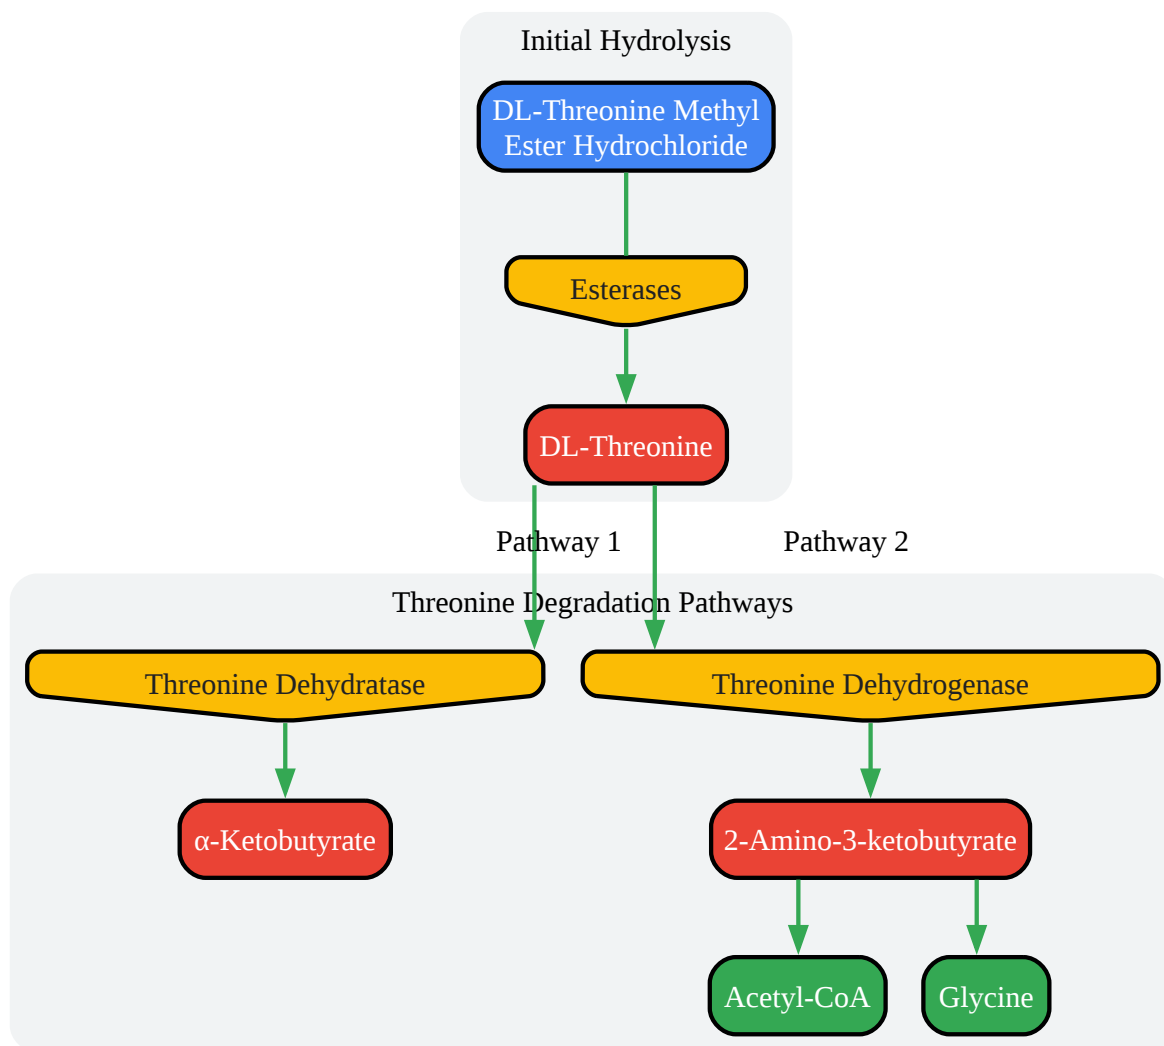 Initial Hydrolysis
DL-Threonine Methyl
Ester Hydrochloride
Esterases
DL-Threonine
Pathway 1
Pathway 2
Threonine Degradation Pathways
Threonine Dehydratase
Threonine Dehydrogenase
α-Ketobutyrate
2-Amino-3-ketobutyrate
Acetyl-CoA
Glycine